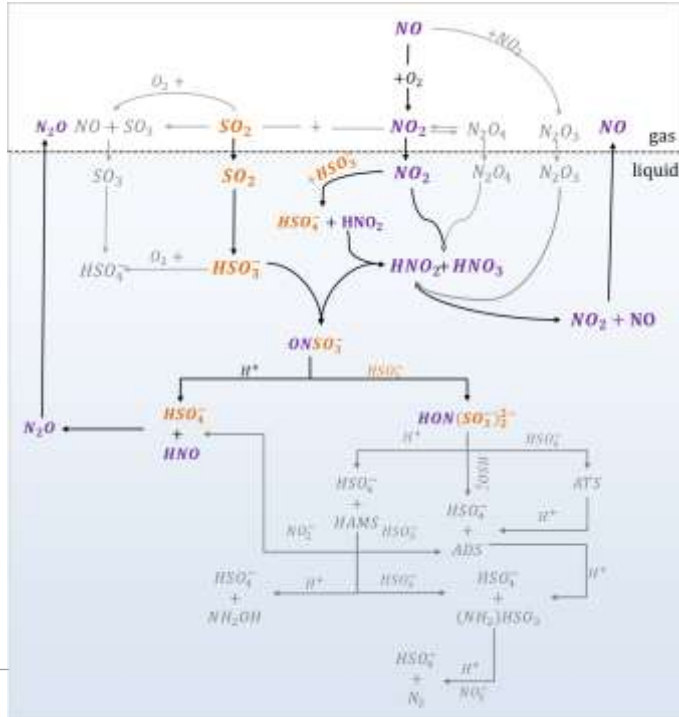 NO
+NO₂
+O₂
O₂ +
N₂O NO + SO₃ SO₂ + NO₂ N₂O₄ N₂O₃ NO
gas
liquid
SO₃ SO₂ +HSO₃⁻ NO₂ N₂O₄ N₂O₃
HSO₄⁻ + HNO₂
HSO₄⁻ O₂ + HSO₃⁻ HNO₂+HNO₃
NO₂ + NO
ONSO₃⁻
H⁺ HSO₃⁻
N₂O HSO₄⁻ HON(SO₃⁻)₂²⁻
+
HNO
H⁺ HSO₃⁻
HSO₄⁻ HSO₃⁻ ATS
+
HAMS
HSO₄⁻ H⁺
+
ADS
NO₂⁻ HSO₃⁻
H⁺
HSO₄⁻ H⁺ HSO₃⁻ HSO₄⁻
+ +
NH₂OH (NH₂)HSO₃
HSO₄⁻ H⁺
+ NO₂⁻
N₂